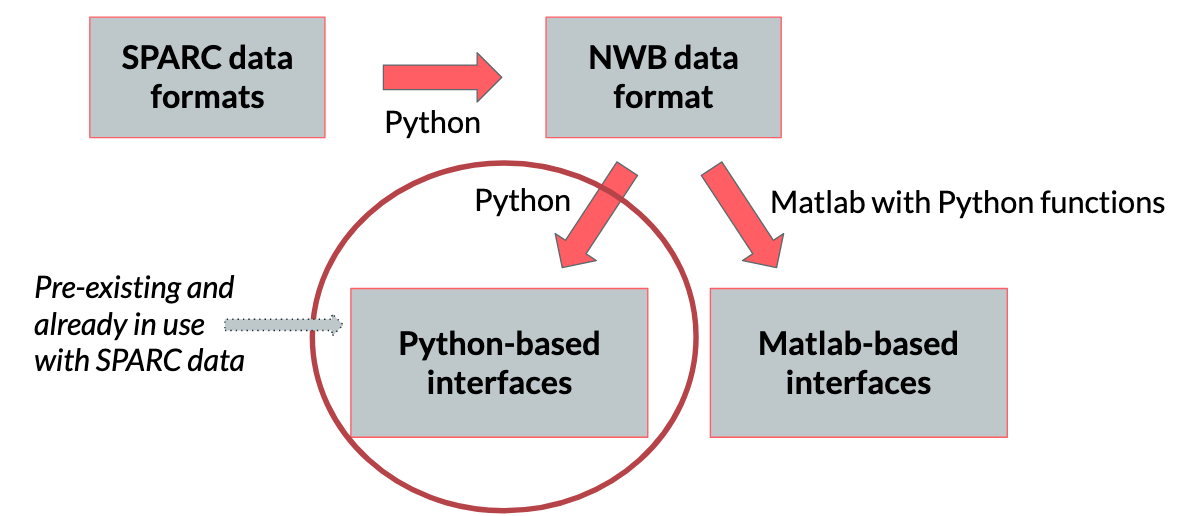 SPARC data
formats
Python
NWB data
format
Python
Matlab with Python functions
Pre-existing and
already in use
with SPARC data
Python-based
interfaces
Matlab-based
interfaces